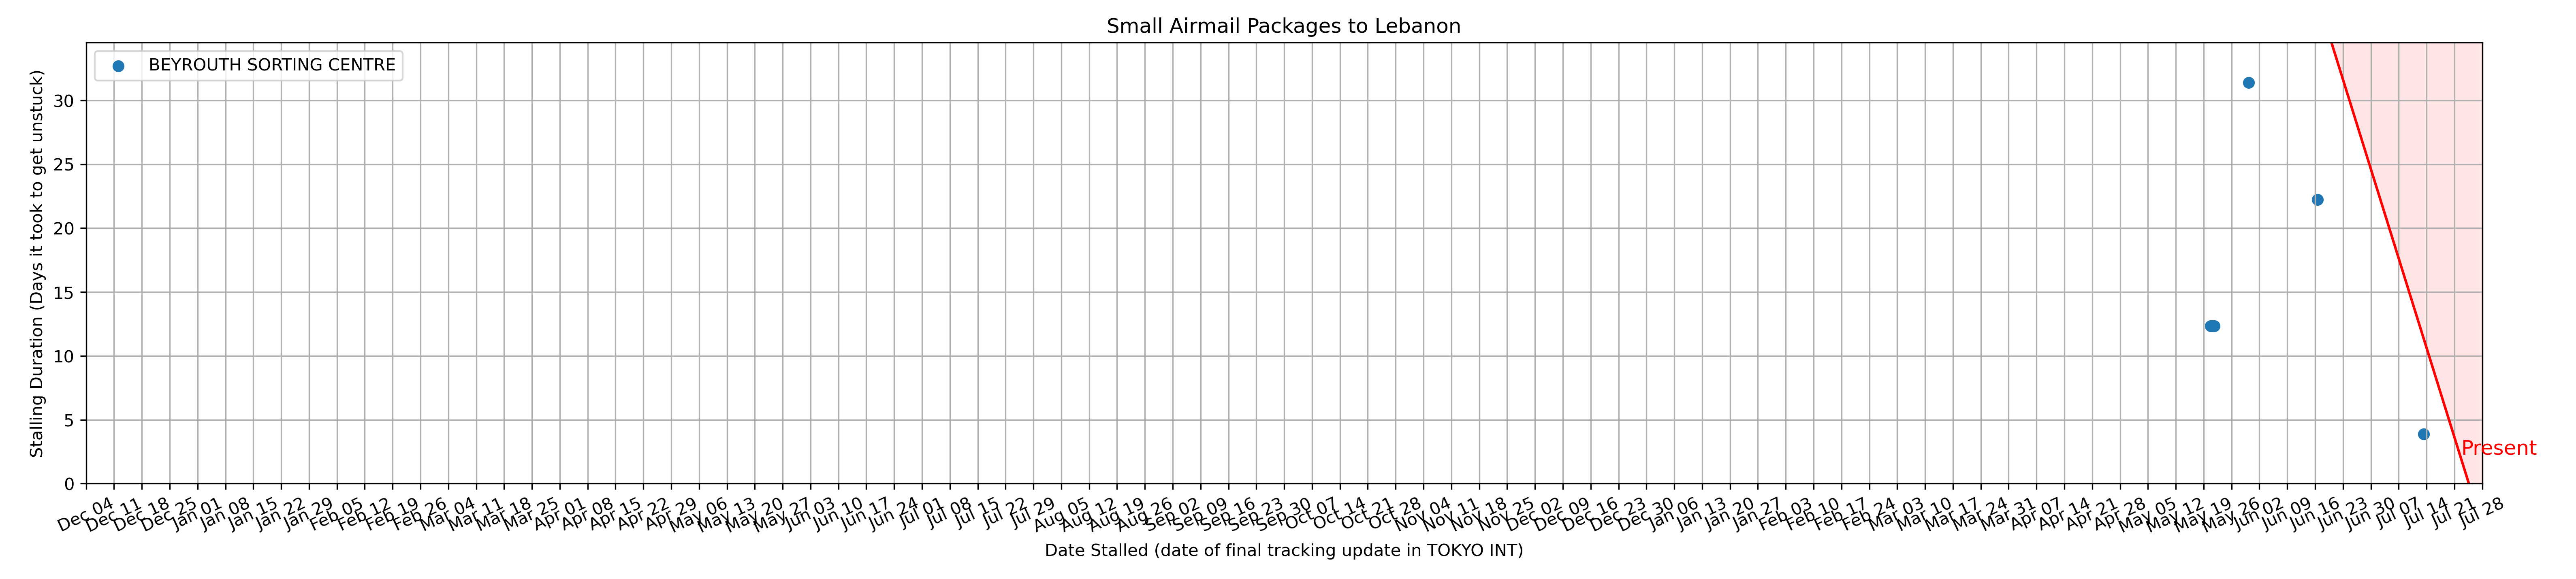 Small Airmail Packages to Lebanon
BEYROUTH SORTING CENTRE
Stalling Duration (Days it took to get unstuck)
30
25
20
15
10
5
0
Present
Dec 04 Dec 11 Dec 18 Dec 25 Jan 01 Jan 08 Jan 15 Jan 22 Jan 29 Feb 05 Feb 12 Feb 19 Feb 26 Mar 04 Mar 11 Mar 18 Mar 25 Apr 01 Apr 08 Apr 15 Apr 22 Apr 29 May 06 May 13 May 20 May 27 Jun 03 Jun 10 Jun 17 Jun 24 Jul 01 Jul 08 Jul 15 Jul 22 Jul 29 Aug 05 Aug 12 Aug 19 Aug 26 Sep 02 Sep 09 Sep 16 Sep 23 Sep 30 Oct 07 Oct 14 Oct 21 Oct 28 Nov 04 Nov 11 Nov 18 Nov 25 Dec 02 Dec 09 Dec 16 Dec 23 Dec 30 Jan 06 Jan 13 Jan 20 Jan 27 Feb 03 Feb 10 Feb 17 Feb 24 Mar 03 Mar 10 Mar 17 Mar 24 Mar 31 Apr 07 Apr 14 Apr 21 Apr 28 May 05 May 12 May 19 May 26 Jun 02 Jun 09 Jun 16 Jun 23 Jun 30 Jul 07 Jul 14 Jul 21 Jul 28
Date Stalled (date of final tracking update in TOKYO INT)